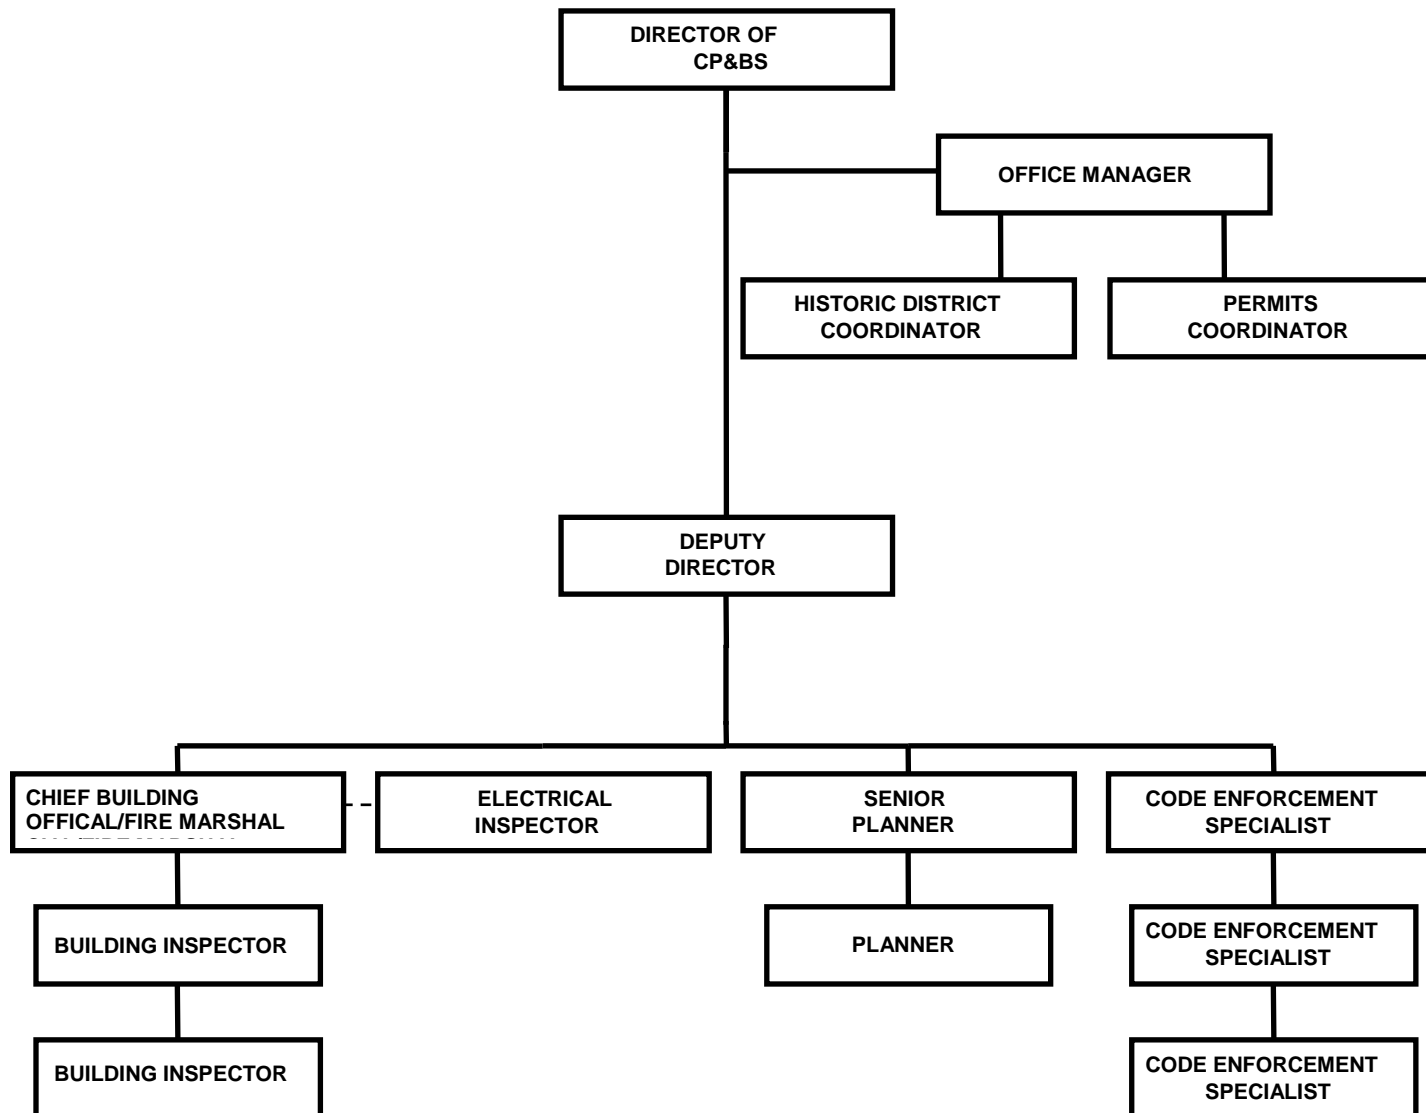 DIRECTOR OF
CP&BS
OFFICE MANAGER
HISTORIC DISTRICT
COORDINATOR
PERMITS
COORDINATOR
DEPUTY
DIRECTOR
CHIEF BUILDING
OFFICAL/FIRE MARSHAL
ELECTRICAL
INSPECTOR
SENIOR
PLANNER
CODE ENFORCEMENT
SPECIALIST
BUILDING INSPECTOR
PLANNER
CODE ENFORCEMENT
SPECIALIST
BUILDING INSPECTOR
CODE ENFORCEMENT
SPECIALIST